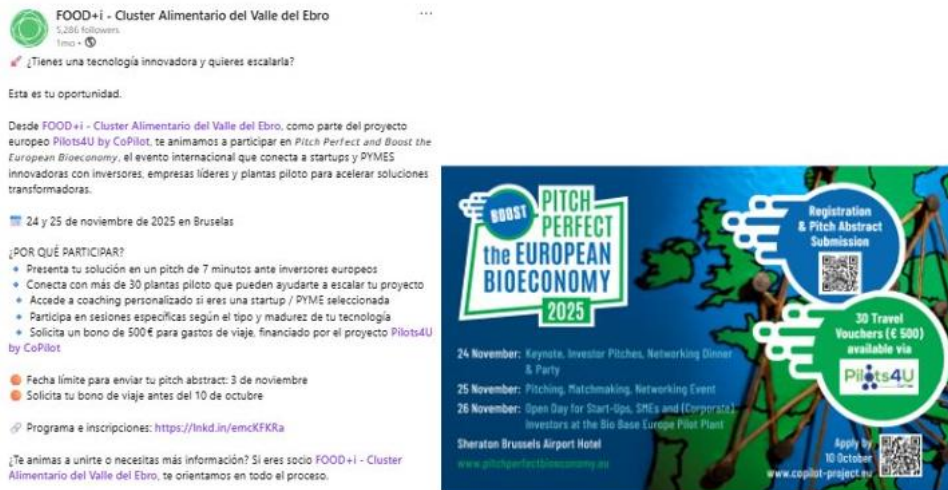 FOOD+i - Cluster Alimentario del Valle del Ebro
5,286 followers
1mo •
...
¿Tienes una tecnología innovadora y quieres escalarla?
Esta es tu oportunidad.
Desde FOOD+i - Cluster Alimentario del Valle del Ebro, como parte del proyecto
europeo Pilots4U by CoPilot, te animamos a participar en Pitch Perfect and Boost the
European Bioeconomy, el evento internacional que conecta a startups y PYMES
innovadoras con inversores, empresas líderes y plantas piloto para acelerar soluciones
transformadoras.
24 y 25 de noviembre de 2025 en Bruselas
¿POR QUÉ PARTICIPAR?
Presenta tu solución en un pitch de 7 minutos ante inversores europeos
Conecta con más de 30 plantas piloto que pueden ayudarte a escalar tu proyecto
Accede a coaching personalizado si eres una startup / PYME seleccionada
Participa en sesiones específicas según el tipo y madurez de tu tecnología
Solicita un bono de 500 € para gastos de viaje, financiado por el proyecto Pilots4U
by CoPilot
Fecha límite para enviar tu pitch abstract: 3 de noviembre
Solicita tu bono de viaje antes del 10 de octubre
Programa e inscripciones: https://lnkd.in/emcKFKRa
¿Te animas a unirte o necesitas más información? Si eres socio FOOD+i - Cluster
Alimentario del Valle del Ebro, te orientamos en todo el proceso.
BOOST
PITCH
PERFECT
the EUROPEAN
BIOECONOMY
2025
Registration
& Pitch Abstract
Submission
30 Travel
Vouchers (€ 500)
available via
Pilots4U
24 November: Keynote, Investor Pitches, Networking Dinner
& Party
25 November: Pitching, Matchmaking, Networking Event
26 November: Open Day for Start-Ups, SMEs and (Corporate)
Investors at the Bio Base Europe Pilot Plant
Sheraton Brussels Airport Hotel
www.pitchperfectbioeconomy.eu
Apply by
10 October
www.copilot-project.eu